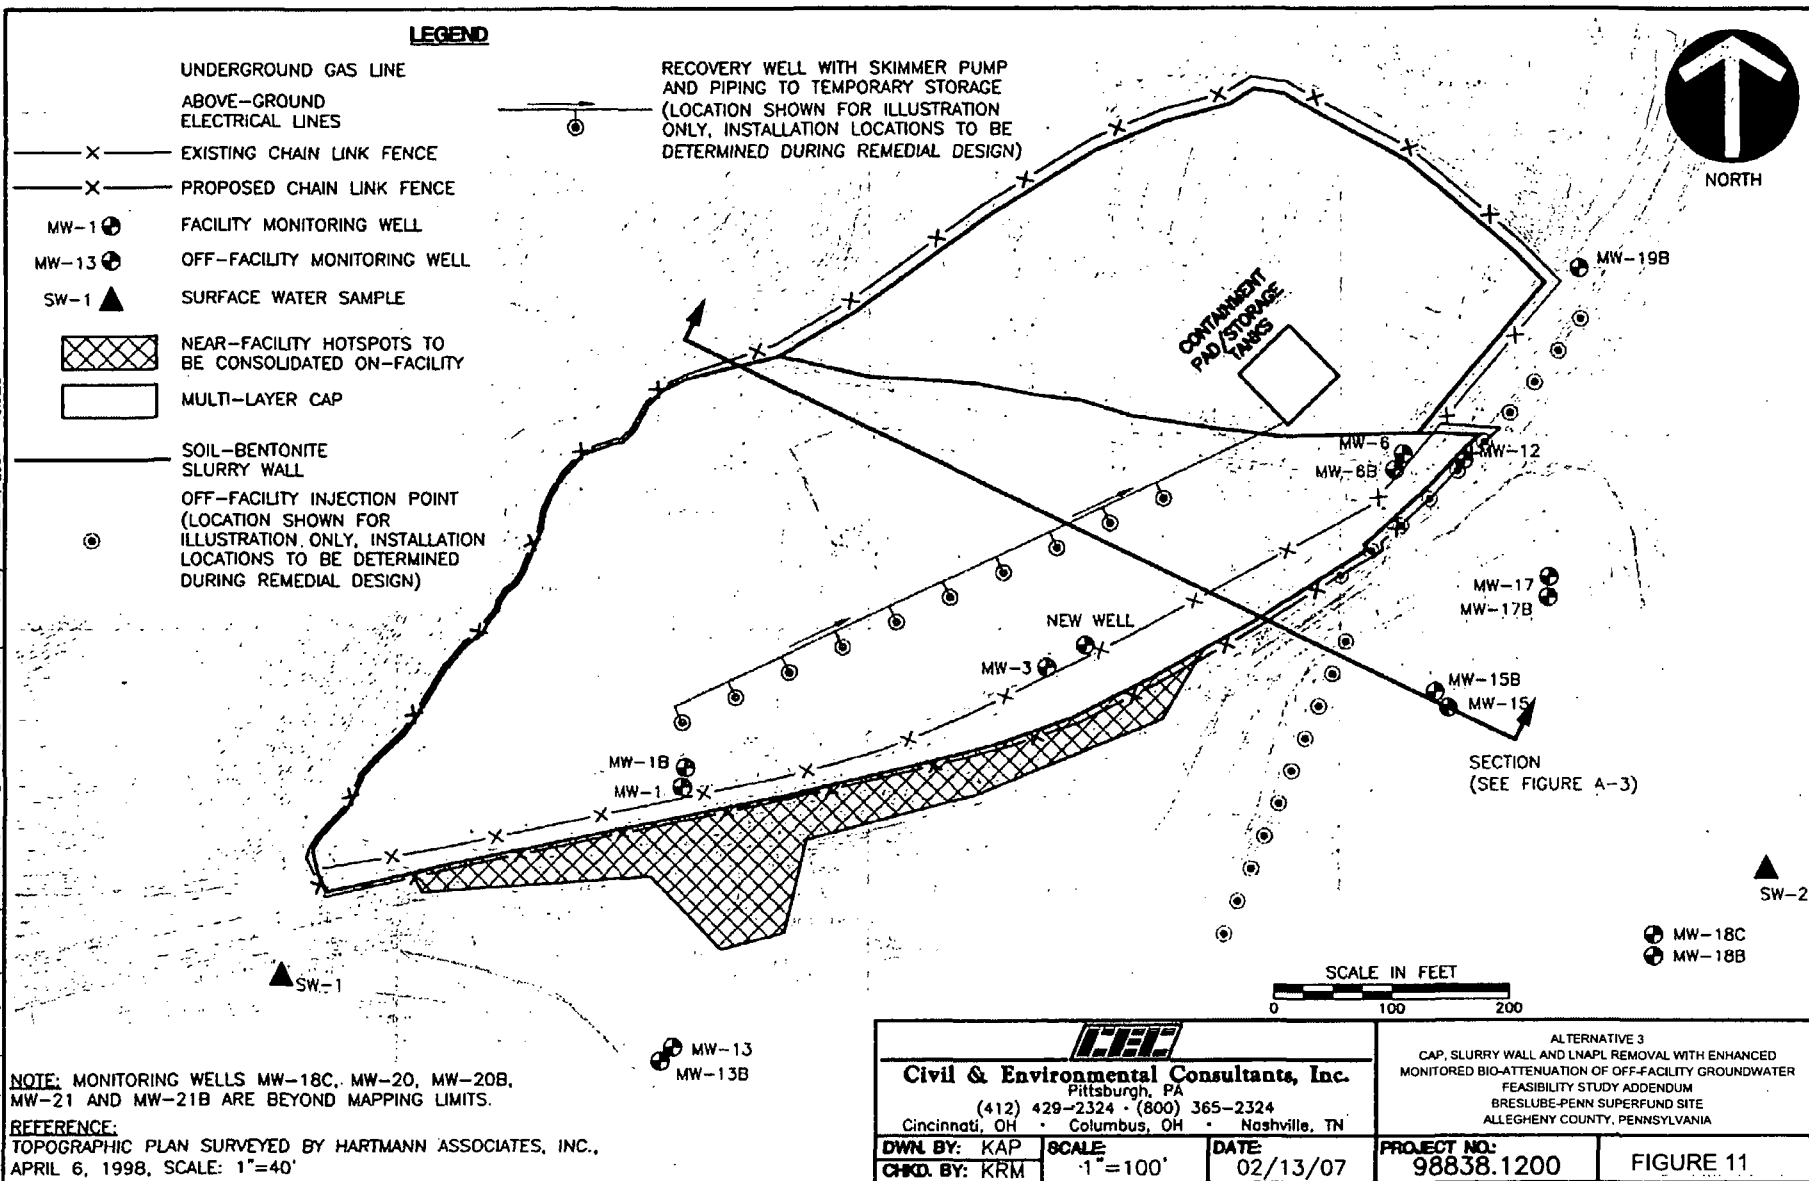 LEGEND
UNDERGROUND GAS LINE
ABOVE-GROUND
ELECTRICAL LINES
EXISTING CHAIN LINK FENCE
PROPOSED CHAIN LINK FENCE
MW-1 FACILITY MONITORING WELL
MW-13 OFF-FACILITY MONITORING WELL
SW-1 SURFACE WATER SAMPLE
NEAR-FACILITY HOTSPOTS TO
BE CONSOLIDATED ON-FACILITY
MULTI-LAYER CAP
SOIL-BENTONITE
SLURRY WALL
OFF-FACILITY INJECTION POINT
(LOCATION SHOWN FOR
ILLUSTRATION ONLY, INSTALLATION
LOCATIONS TO BE DETERMINED
DURING REMEDIAL DESIGN)
RECOVERY WELL WITH SKIMMER PUMP
AND PIPING TO TEMPORARY STORAGE
(LOCATION SHOWN FOR ILLUSTRATION
ONLY, INSTALLATION LOCATIONS TO BE
DETERMINED DURING REMEDIAL DESIGN)
NORTH
MW-19B
CONTAINMENT
PAD/STORAGE
TANKS
MW-6
MW-6B
MW-12
MW-17
MW-17B
NEW WELL
MW-3
MW-15B
MW-15
SECTION
(SEE FIGURE A-3)
MW-1B
MW-1
SW-2
MW-18C
MW-18B
SW-1
MW-13
MW-13B
SCALE IN FEET
0 100 200
NOTE: MONITORING WELLS MW-18C, MW-20, MW-20B,
MW-21 AND MW-21B ARE BEYOND MAPPING LIMITS.
REFERENCE:
TOPOGRAPHIC PLAN SURVEYED BY HARTMANN ASSOCIATES, INC.,
APRIL 6, 1998, SCALE: 1"=40'
CEC
Civil & Environmental Consultants, Inc.
Pittsburgh, PA
(412) 429-2324 · (800) 365-2324
Cincinnati, OH · Columbus, OH · Nashville, TN
DWN. BY: KAP
CHKD. BY: KRM
SCALE:
1"=100'
DATE:
02/13/07
ALTERNATIVE 3
CAP, SLURRY WALL AND LNAPL REMOVAL WITH ENHANCED
MONITORED BIO-ATTENUATION OF OFF-FACILITY GROUNDWATER
FEASIBILITY STUDY ADDENDUM
BRESLUBE-PENN SUPERFUND SITE
ALLEGHENY COUNTY, PENNSYLVANIA
PROJECT NO.:
98838.1200
FIGURE 11